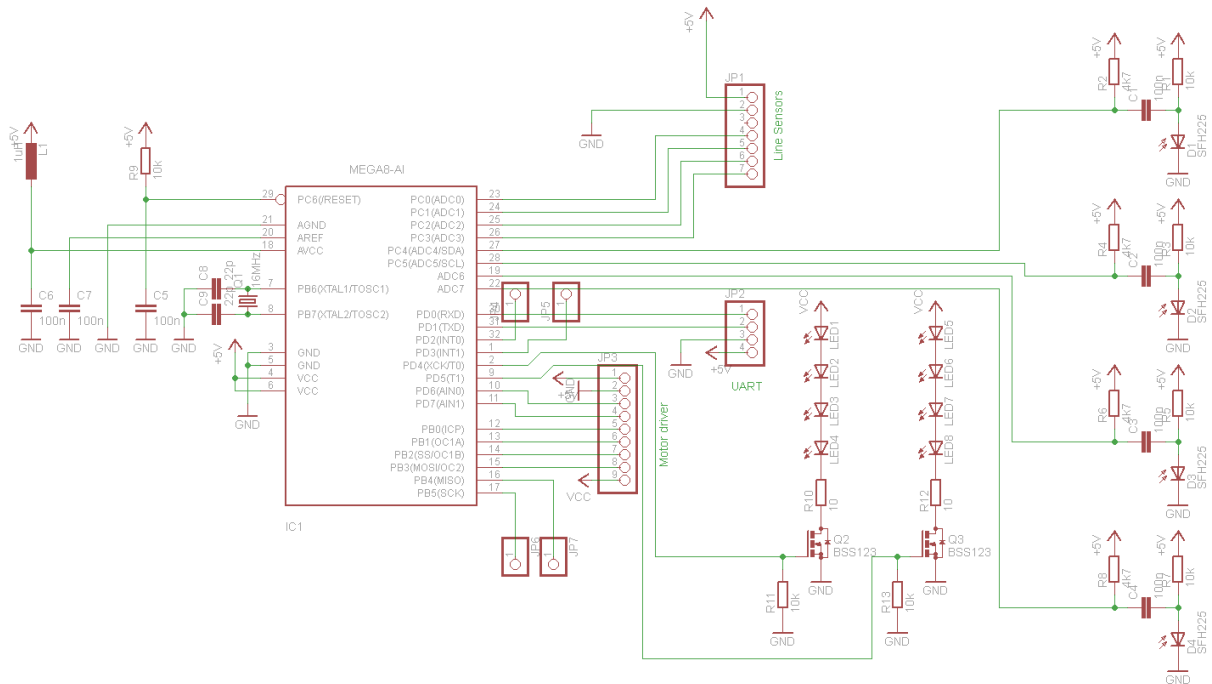 +5V
JP1
1
2
3
4
5
6
7
Line Sensors
GND
+5V
1uH
L1
+5V
R9
10k
MEGA8-AI
29 PC6(/RESET)
21 AGND
20 AREF
18 AVCC
7 PB6(XTAL1/TOSC1)
8 PB7(XTAL2/TOSC2)
3 GND
5 GND
4 VCC
6 VCC
PC0(ADC0) 23
PC1(ADC1) 24
PC2(ADC2) 25
PC3(ADC3) 26
PC4(ADC4/SDA) 27
PC5(ADC5/SCL) 28
ADC6 19
ADC7 22
PD0(RXD)
PD1(TXD) 31
PD2(INT0) 32
PD3(INT1) 1
PD4(XCK/T0) 2
PD5(T1) 9
PD6(AIN0) 10
PD7(AIN1) 11
PB0(ICP) 12
PB1(OC1A) 13
PB2(SS/OC1B) 14
PB3(MOSI/OC2) 15
PB4(MISO) 16
PB5(SCK) 17
IC1
C6
100n
C7
100n
C5
100n
C8
22p
C9
22p
Q1
16MHz
GND
GND
GND
GND
GND
+5V
GND
1
JP5
1
JP2
1
2
3
4
UART
GND
+5V
JP3
1
2
3
4
5
6
7
8
9
Motor driver
+5V
GND
VCC
1
JP6
1
JP7
VCC
LED1
LED2
LED3
LED4
R10
10
Q2
BSS123
GND
R11
10k
GND
VCC
LED5
LED6
LED7
LED8
R12
10
Q3
BSS123
GND
R13
10k
GND
+5V
+5V
R2
4k7
C1
100n
R1
10k
D1
SFH225
GND
+5V
+5V
R4
4k7
C2
100n
R3
10k
D2
SFH225
GND
+5V
+5V
R6
4k7
C3
100n
R5
10k
D3
SFH225
GND
+5V
+5V
R8
4k7
C4
100n
R7
10k
D4
SFH225
GND